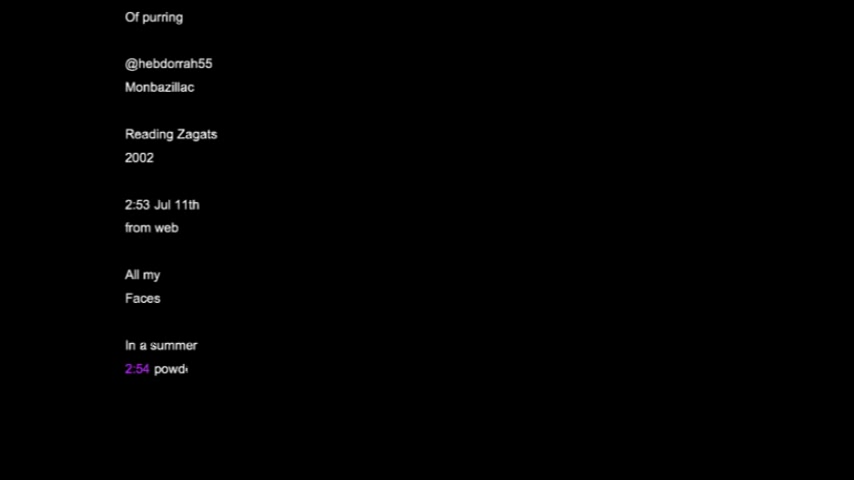 Of purring
@hebdorrah55
Monbazillac
Reading Zagats
2002
2:53 Jul 11th
from web
All my
Faces
In a summer
2:54